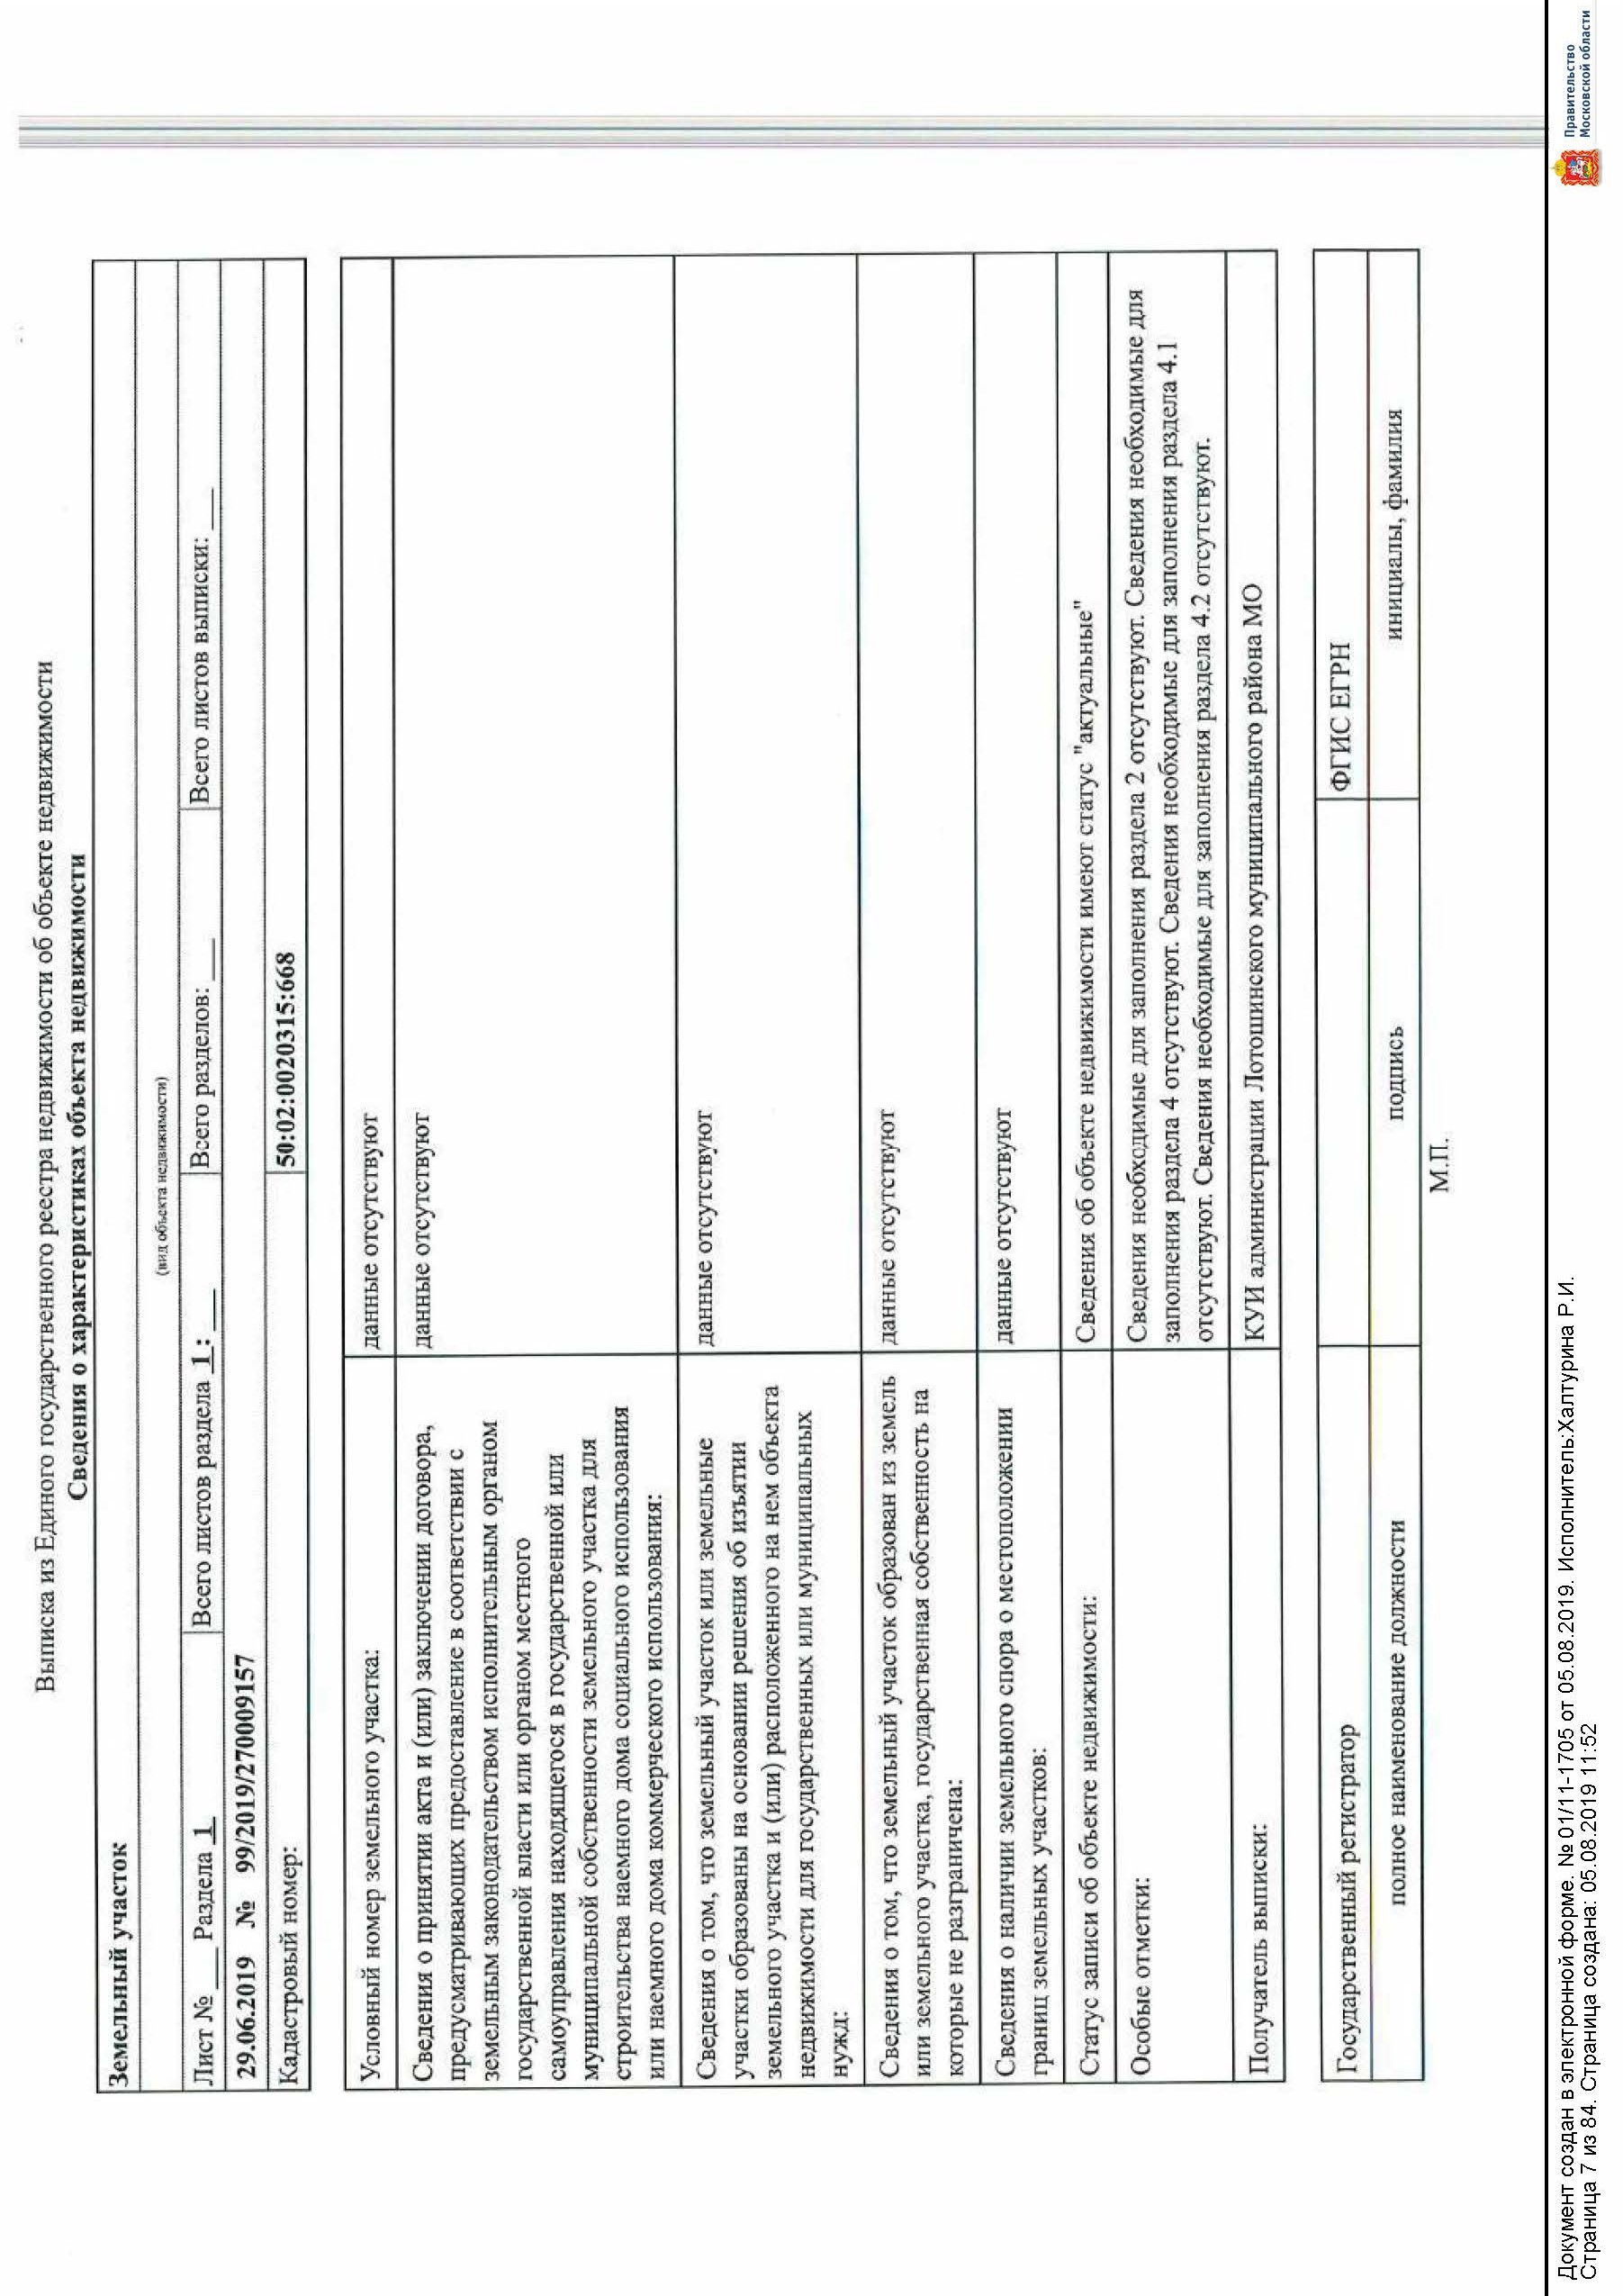 Выписка из Единого государственного реестра недвижимости об объекте недвижимости
Сведения о характеристиках объекта недвижимости
Земельный участок
(вид объекта недвижимости)
Лист № ___ Раздела 1 Всего листов раздела 1 : ___ Всего разделов: ___ Всего листов выписки: ___
29.06.2019 № 99/2019/270009157
Кадастровый номер: 50:02:0020315:668
Условный номер земельного участка: данные отсутствуют
Сведения о принятии акта и (или) заключении договора, данные отсутствуют
предусматривающих предоставление в соответствии с
земельным законодательством исполнительным органом
государственной власти или органом местного
самоуправления находящегося в государственной или
муниципальной собственности земельного участка для
строительства наемного дома социального использования
или наемного дома коммерческого использования:
Сведения о том, что земельный участок или земельные данные отсутствуют
участки образованы на основании решения об изъятии
земельного участка и (или) расположенного на нем объекта
недвижимости для государственных или муниципальных
нужд:
Сведения о том, что земельный участок образован из земель данные отсутствуют
или земельного участка, государственная собственность на
которые не разграничена:
Сведения о наличии земельного спора о местоположении данные отсутствуют
границ земельных участков:
Статус записи об объекте недвижимости: Сведения об объекте недвижимости имеют статус "актуальные"
Особые отметки: Сведения необходимые для заполнения раздела 2 отсутствуют. Сведения необходимые для
заполнения раздела 4 отсутствуют. Сведения необходимые для заполнения раздела 4.1
отсутствуют. Сведения необходимые для заполнения раздела 4.2 отсутствуют.
Получатель выписки: КУИ администрации Лотошинского муниципального района МО
Государственный регистратор ФГИС ЕГРН
полное наименование должности подпись инициалы, фамилия
М.П.
Документ создан в электронной форме. № 01/11-1705 от 05.08.2019. Исполнитель:Халтурина Р.И.
Страница 7 из 84. Страница создана: 05.08.2019 11:52
Правительство
Московской области